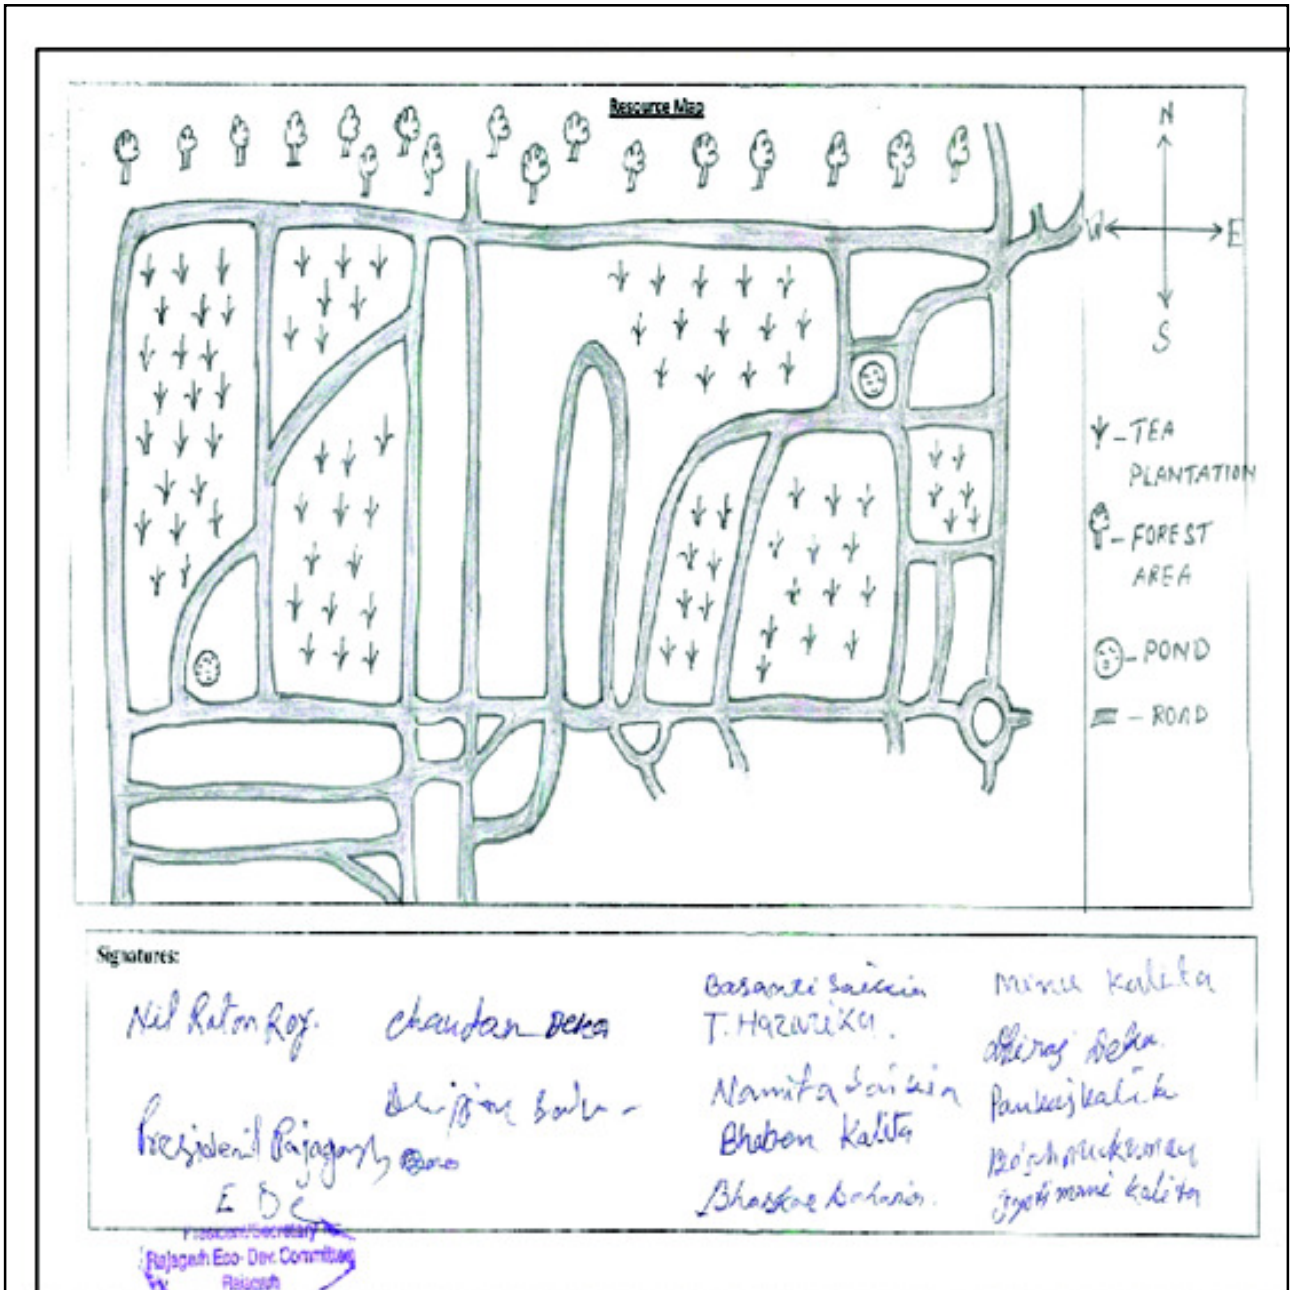 Resource Map
N
W E
S
- TEA
PLANTATION
- FOREST
AREA
- POND
- ROAD
Signatures:
Nil Raton Roy.
President Rajagarh
E D C
Chandan Deka
Basanti Saikia
T. Hazarika.
Namita Saikia
Bhaben Kalita
Bhaskar
Minu Kalita
Dhiraj Deka.
Pankaj Kalita
Jyotimani Kalita
President/Secretary
Rajagarh Eco- Dev. Committee
Rajagarh